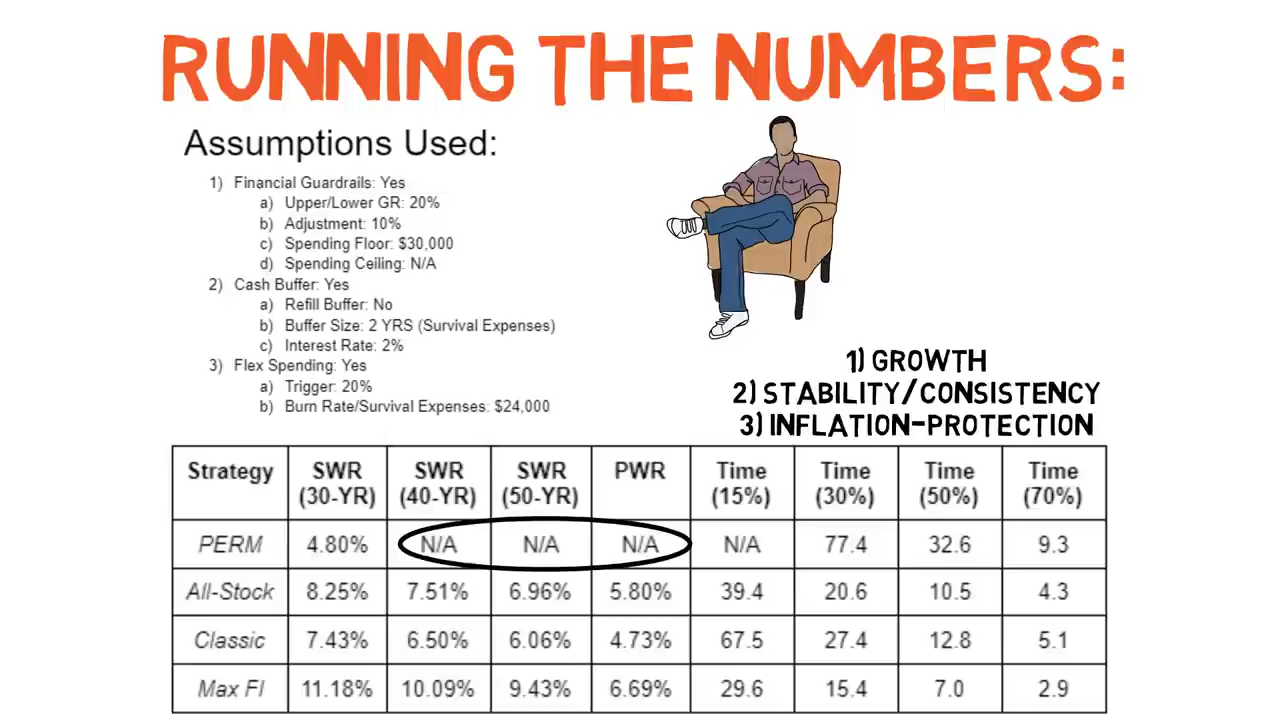 RUNNING THE NUMBERS:
Assumptions Used:
1) Financial Guardrails: Yes
a) Upper/Lower GR: 20%
b) Adjustment: 10%
c) Spending Floor: $30,000
d) Spending Ceiling: N/A
2) Cash Buffer: Yes
a) Refill Buffer: No
b) Buffer Size: 2 YRS (Survival Expenses)
c) Interest Rate: 2%
3) Flex Spending: Yes
a) Trigger: 20%
b) Burn Rate/Survival Expenses: $24,000
1) GROWTH
2) STABILITY/CONSISTENCY
3) INFLATION-PROTECTION
Strategy SWR (30-YR) SWR (40-YR) SWR (50-YR) PWR Time (15%) Time (30%) Time (50%) Time (70%)
PERM 4.80% N/A N/A N/A N/A 77.4 32.6 9.3
All-Stock 8.25% 7.51% 6.96% 5.80% 39.4 20.6 10.5 4.3
Classic 7.43% 6.50% 6.06% 4.73% 67.5 27.4 12.8 5.1
Max FI 11.18% 10.09% 9.43% 6.69% 29.6 15.4 7.0 2.9